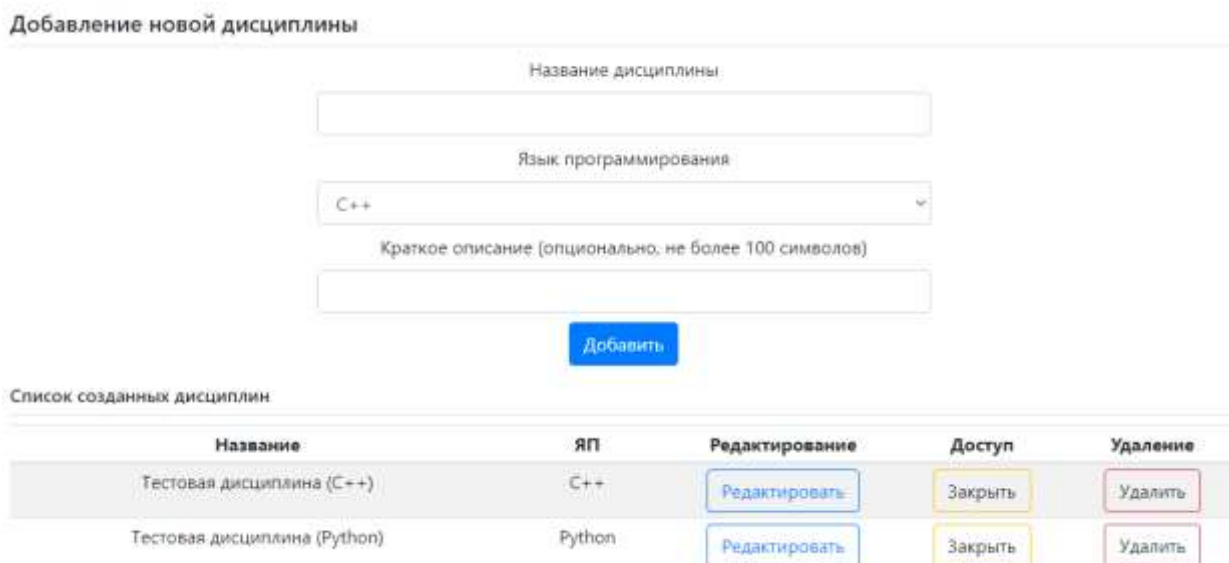 Добавление новой дисциплины
Название дисциплины
Язык программирования
C++
Краткое описание (опционально, не более 100 символов)
Добавить
Список созданных дисциплин
Название ЯП Редактирование Доступ Удаление
Тестовая дисциплина (C++) C++ Редактировать Закрыть Удалить
Тестовая дисциплина (Python) Python Редактировать Закрыть Удалить